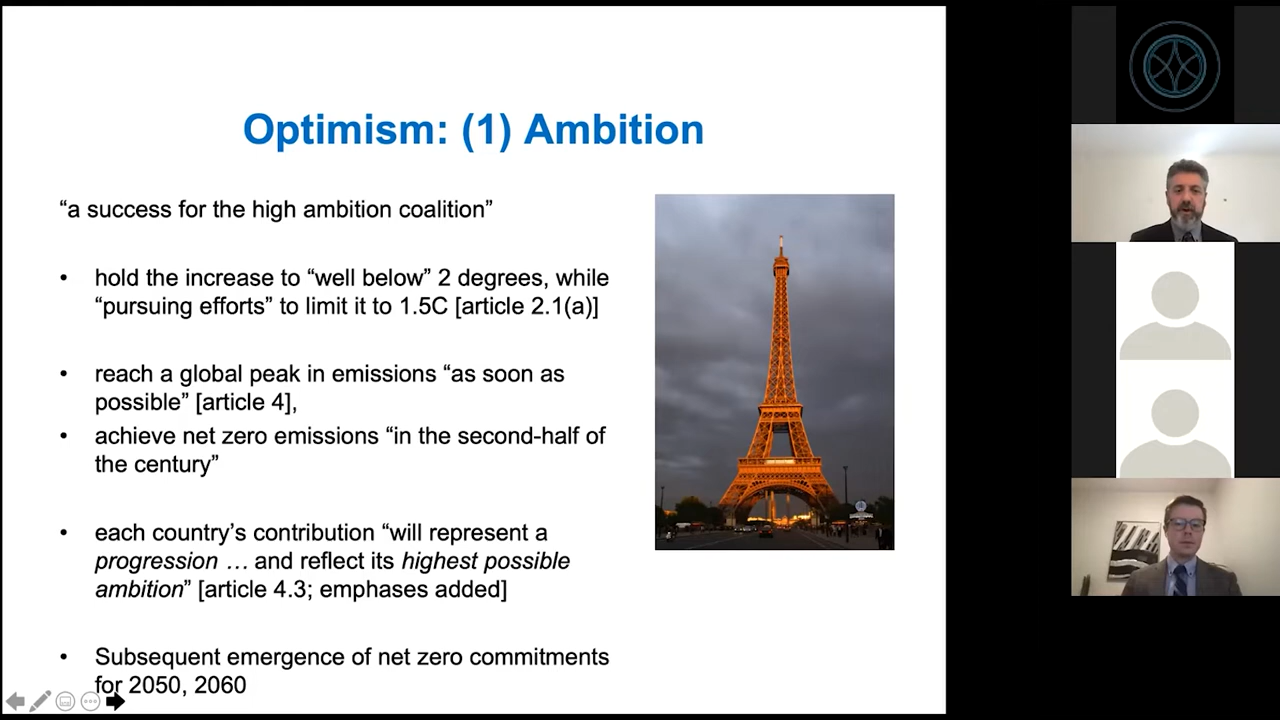 Optimism: (1) Ambition
“a success for the high ambition coalition”
• hold the increase to “well below” 2 degrees, while
“pursuing efforts” to limit it to 1.5C [article 2.1(a)]
• reach a global peak in emissions “as soon as
possible” [article 4],
• achieve net zero emissions “in the second-half of
the century”
• each country’s contribution “will represent a
progression … and reflect its highest possible
ambition” [article 4.3; emphases added]
• Subsequent emergence of net zero commitments
for 2050, 2060